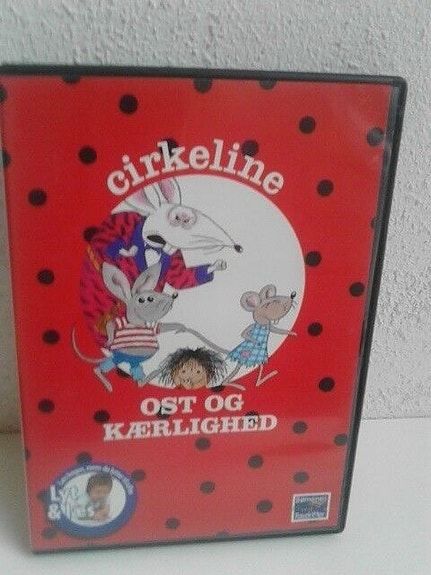 cirkeline
OST OG
KÆRLIGHED
Lyt
& læs